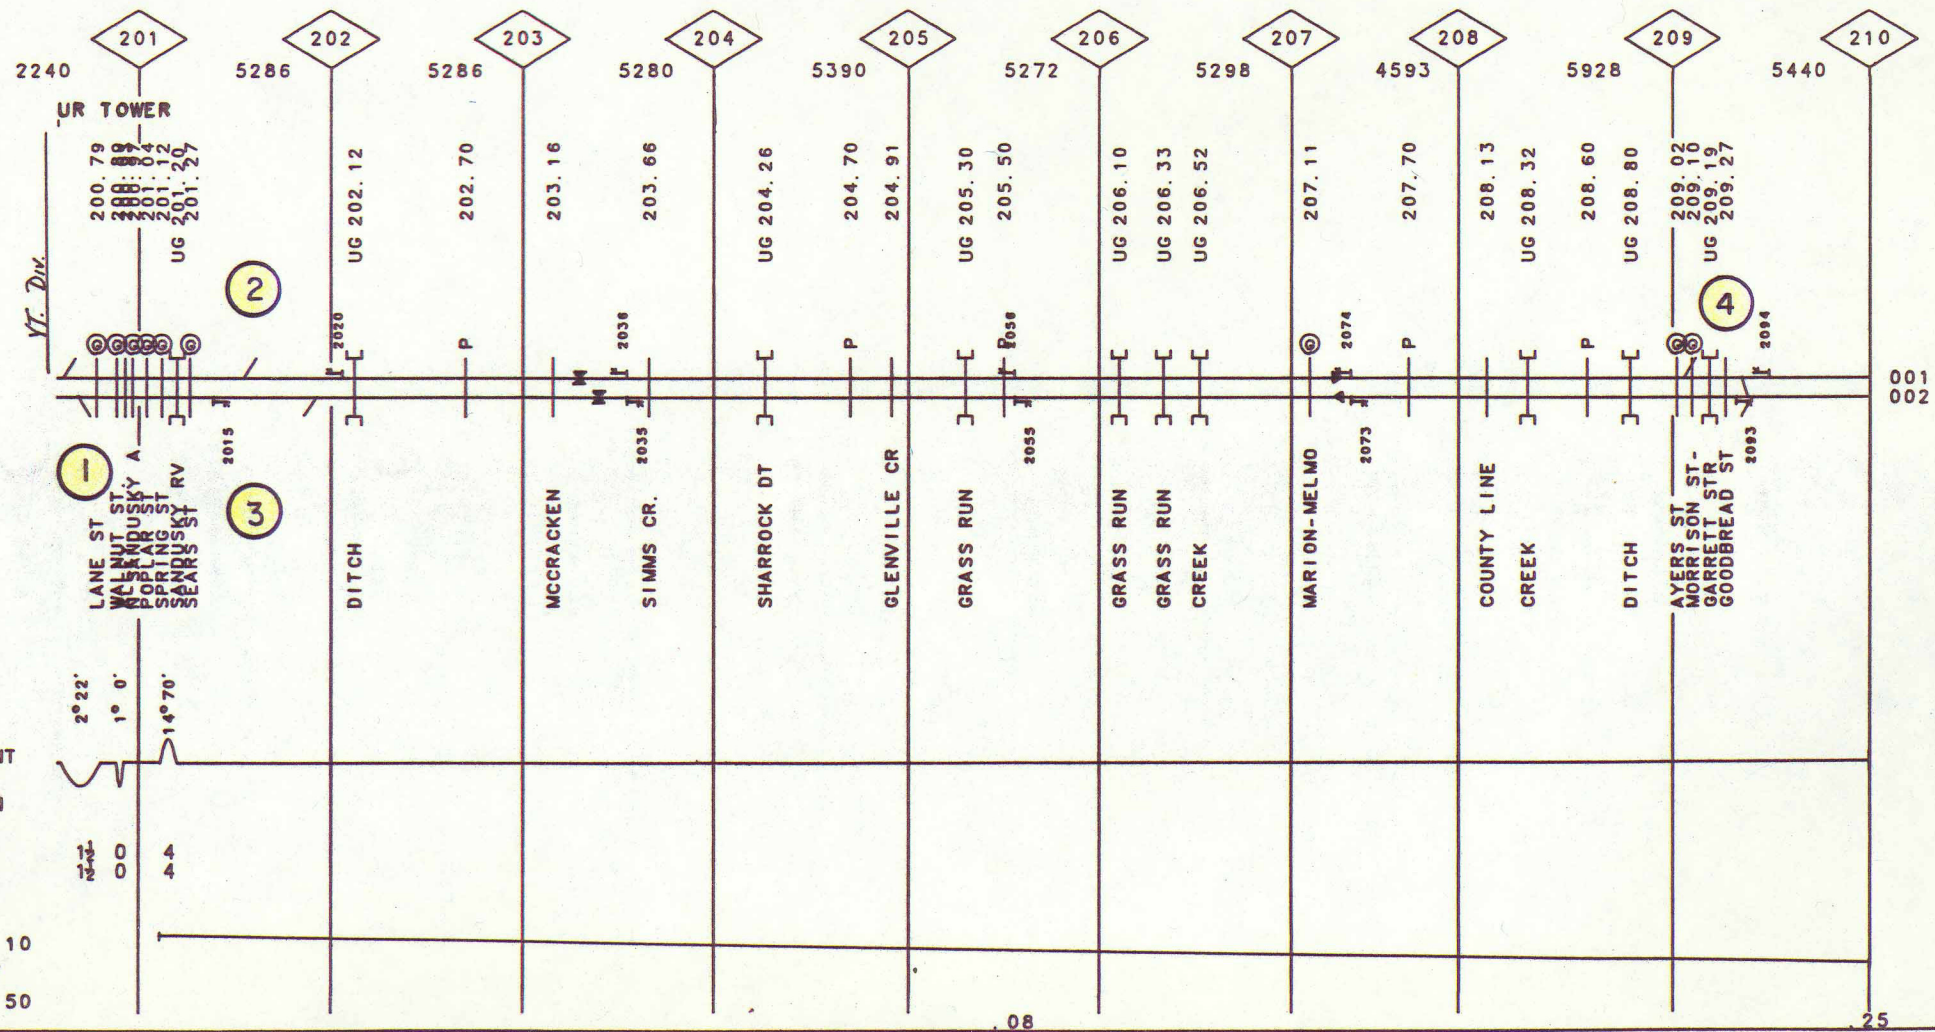 201 202 203 204 205 206 207 208 209 210
2240 5286 5286 5280 5390 5272 5298 4593 5928 5440
UR TOWER
200.79
200.89
200.97
201.04
201.12
UG 201.20
201.27
UG 202.12
202.70
203.16
203.66
UG 204.26
204.70
204.91
UG 205.30
205.50
UG 206.10
UG 206.33
UG 206.52
207.11
207.70
208.13
UG 208.32
208.60
UG 208.80
209.02
209.10
UG 209.19
209.27
YT. Div.
2
4
2020
P
2036
P
P
2056
2074
P
P
2094
001
002
1
3
2015
2035
2055
2073
2093
LANE ST
WALNUT ST
N SANDUSKY A
POPLAR ST
SPRING ST
SANDUSKY RV
SEARS ST
DITCH
MCCRACKEN
SIMMS CR.
SHARROCK DT
GLENVILLE CR
GRASS RUN
GRASS RUN
GRASS RUN
CREEK
MARION-MELMO
COUNTY LINE
CREEK
DITCH
AYERS ST
MORRISON ST-
GARRETT STR
GOODBREAD ST
2°22'
1° 0'
14°70'
NT
1½ 0 4
1½ 0 4
10
50
.08
.25